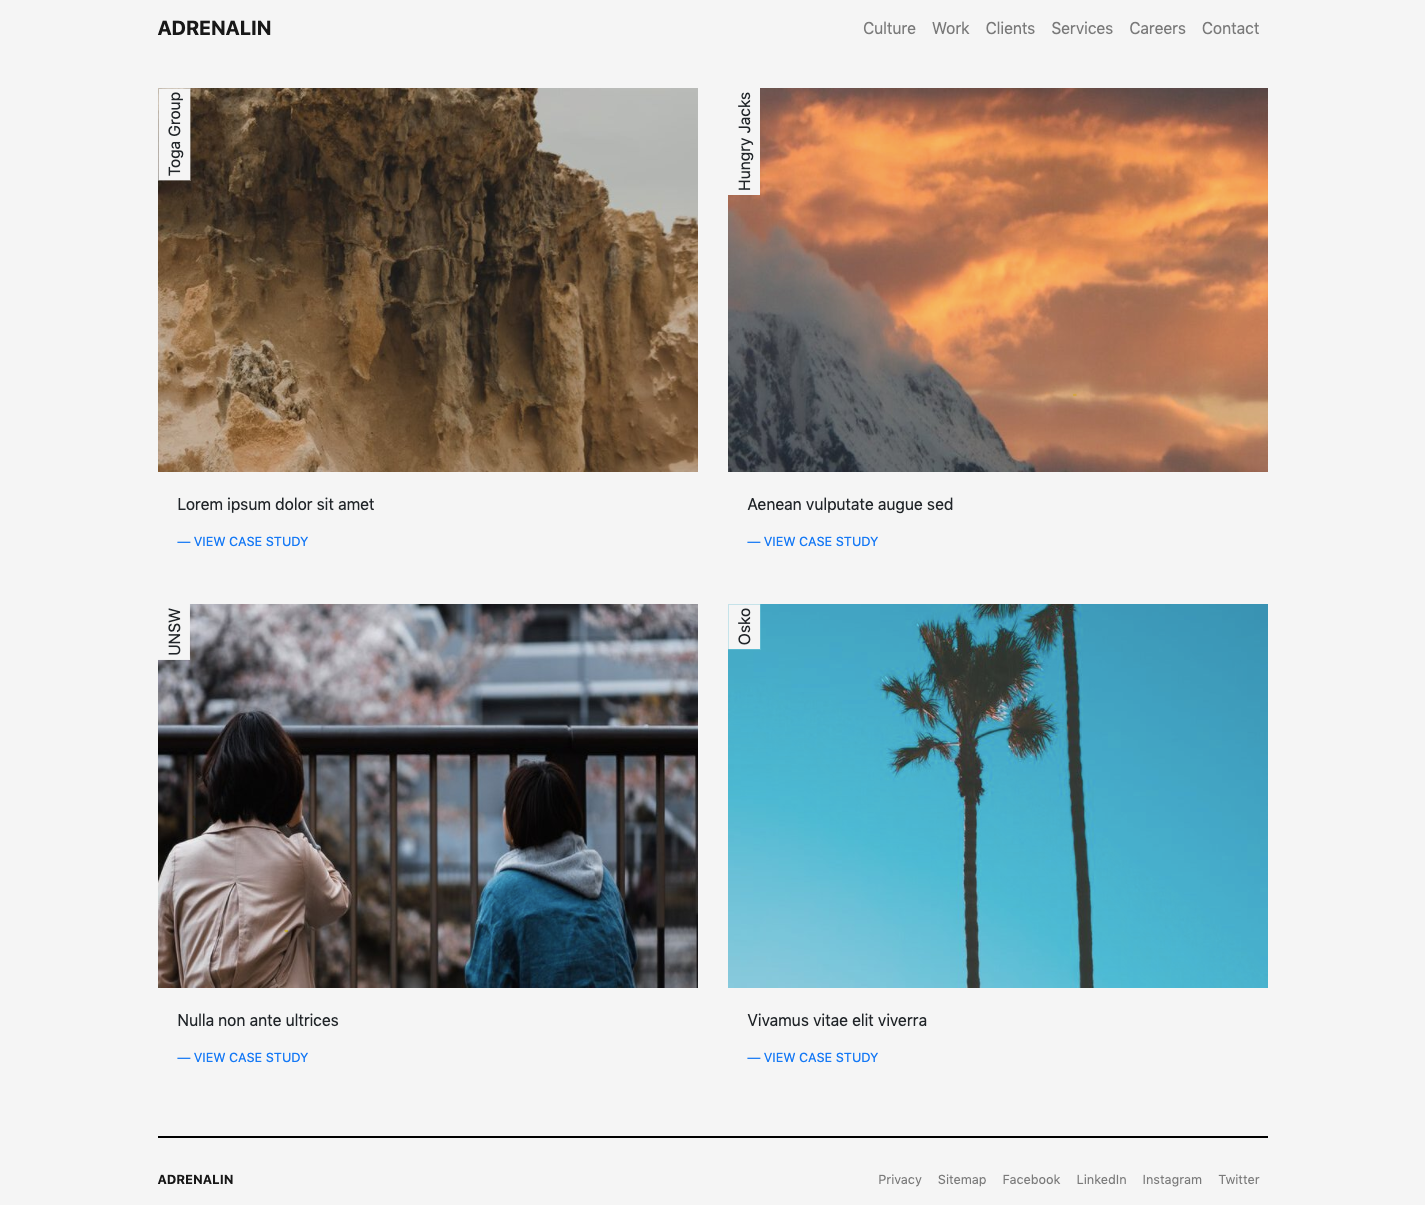 ADRENALIN
Culture Work Clients Services Careers Contact
Toga Group
Hungry Jacks
Lorem ipsum dolor sit amet
— VIEW CASE STUDY
Aenean vulputate augue sed
— VIEW CASE STUDY
UNSW
Osko
Nulla non ante ultrices
— VIEW CASE STUDY
Vivamus vitae elit viverra
— VIEW CASE STUDY
ADRENALIN
Privacy Sitemap Facebook LinkedIn Instagram Twitter